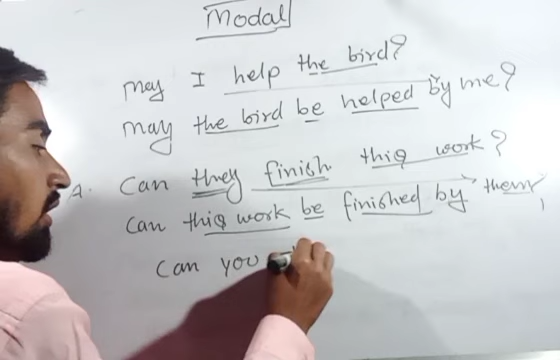 Modal
May I help the bird?
May the bird be helped by me?
A. Can they finish this work?
Can this work be finished by them,
Can you